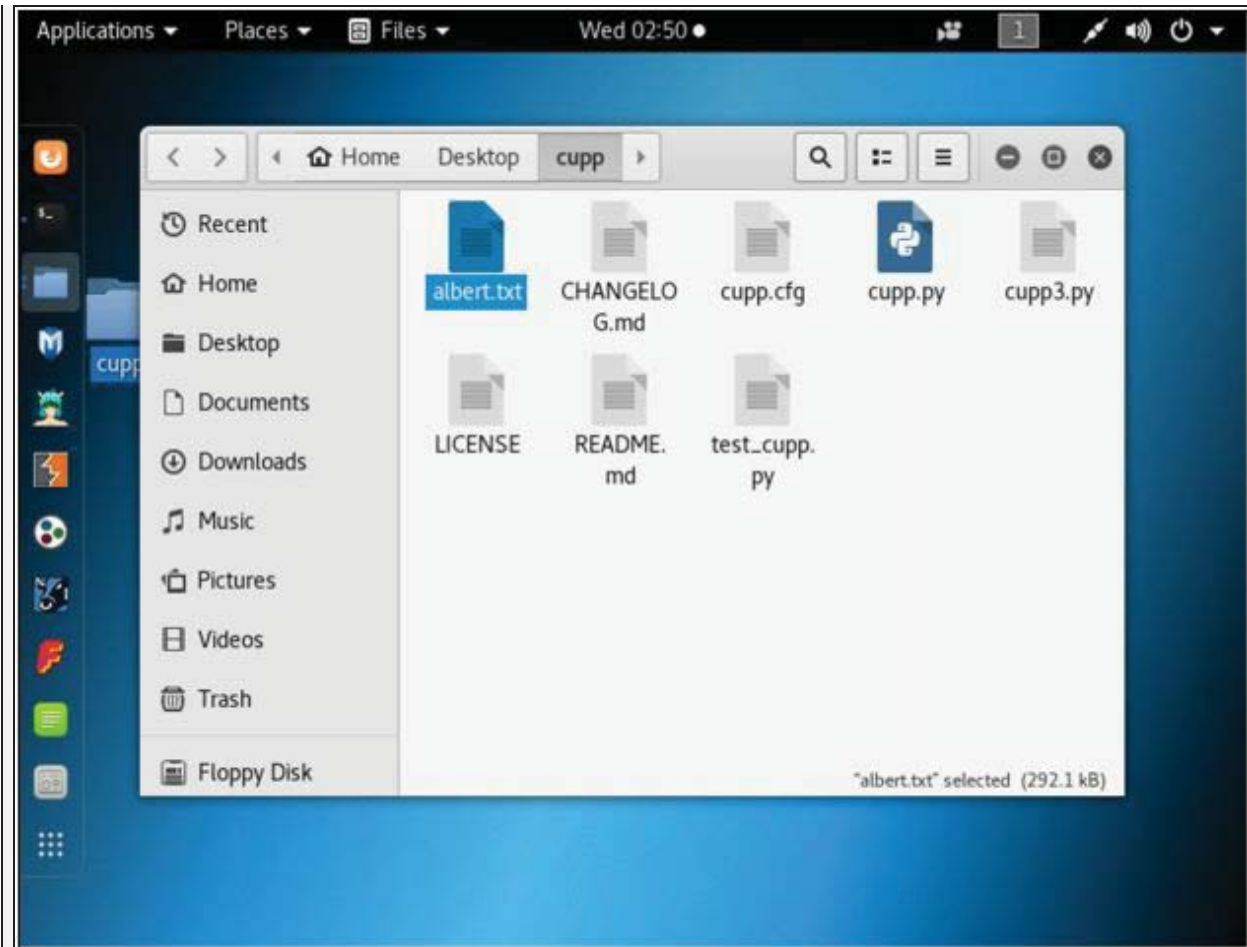 Applications Places Files Wed 02:50 1
Home Desktop cupp
Recent
Home
Desktop
Documents
Downloads
Music
Pictures
Videos
Trash
Floppy Disk
cupp
albert.txt CHANGELO cupp.cfg cupp.py cupp3.py
G.md
LICENSE README. test_cupp.
md py
"albert.txt" selected (292.1 kB)